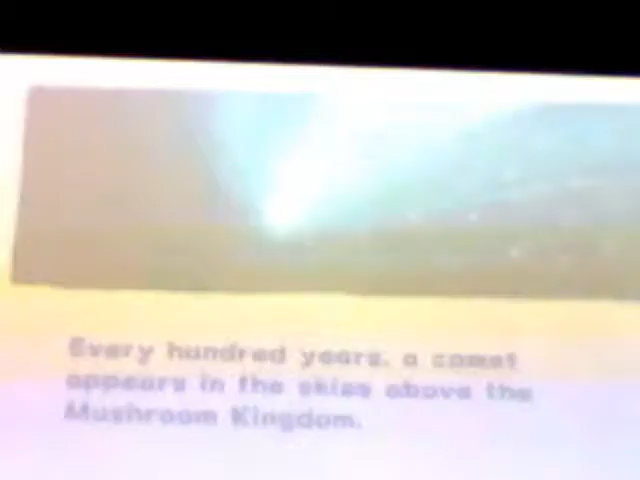 Every hundred years, a comet
appears in the skies above the
Mushroom Kingdom.